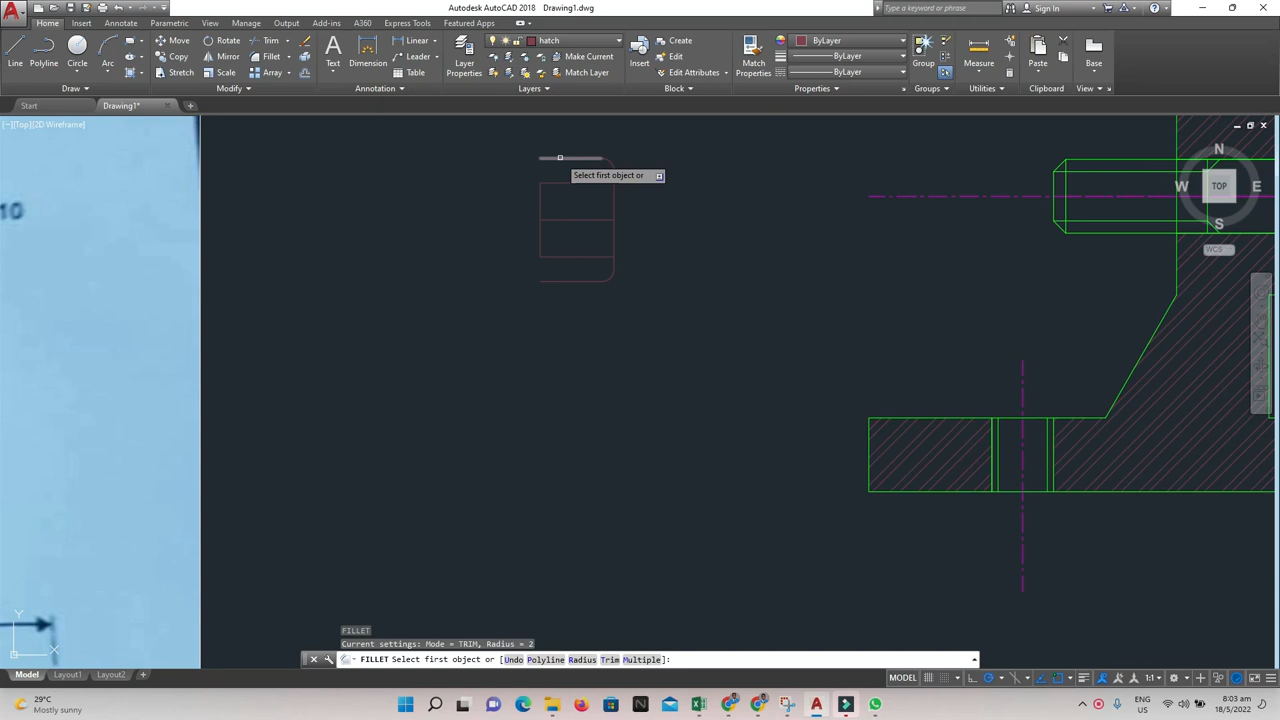 Autodesk AutoCAD 2018 Drawing1.dwg
Type a keyword or phrase
Sign In
Home Insert Annotate Parametric View Manage Output Add-ins A360 Express Tools Featured Apps
Line Polyline Circle Arc
Move Rotate Trim
Copy Mirror Fillet
Stretch Scale Array
Text Dimension
Linear
Leader
Table
Layer
Properties
hatch
Make Current
Match Layer
Insert
Create
Edit
Edit Attributes
Match
Properties
ByLayer
ByLayer
ByLayer
Group
Measure
Paste
Base
Draw Modify Annotation Layers Block Properties Groups Utilities Clipboard View
Start Drawing1*
[−][Top][2D Wireframe]
N
W TOP E
S
WCS
10
Select first object or
Y
X
FILLET
Current settings: Mode = TRIM, Radius = 2
FILLET Select first object or [Undo Polyline Radius Trim Multiple]:
Model Layout1 Layout2
MODEL 1:1
29°C
Mostly sunny
ENG
US
8:03 am
18/5/2022